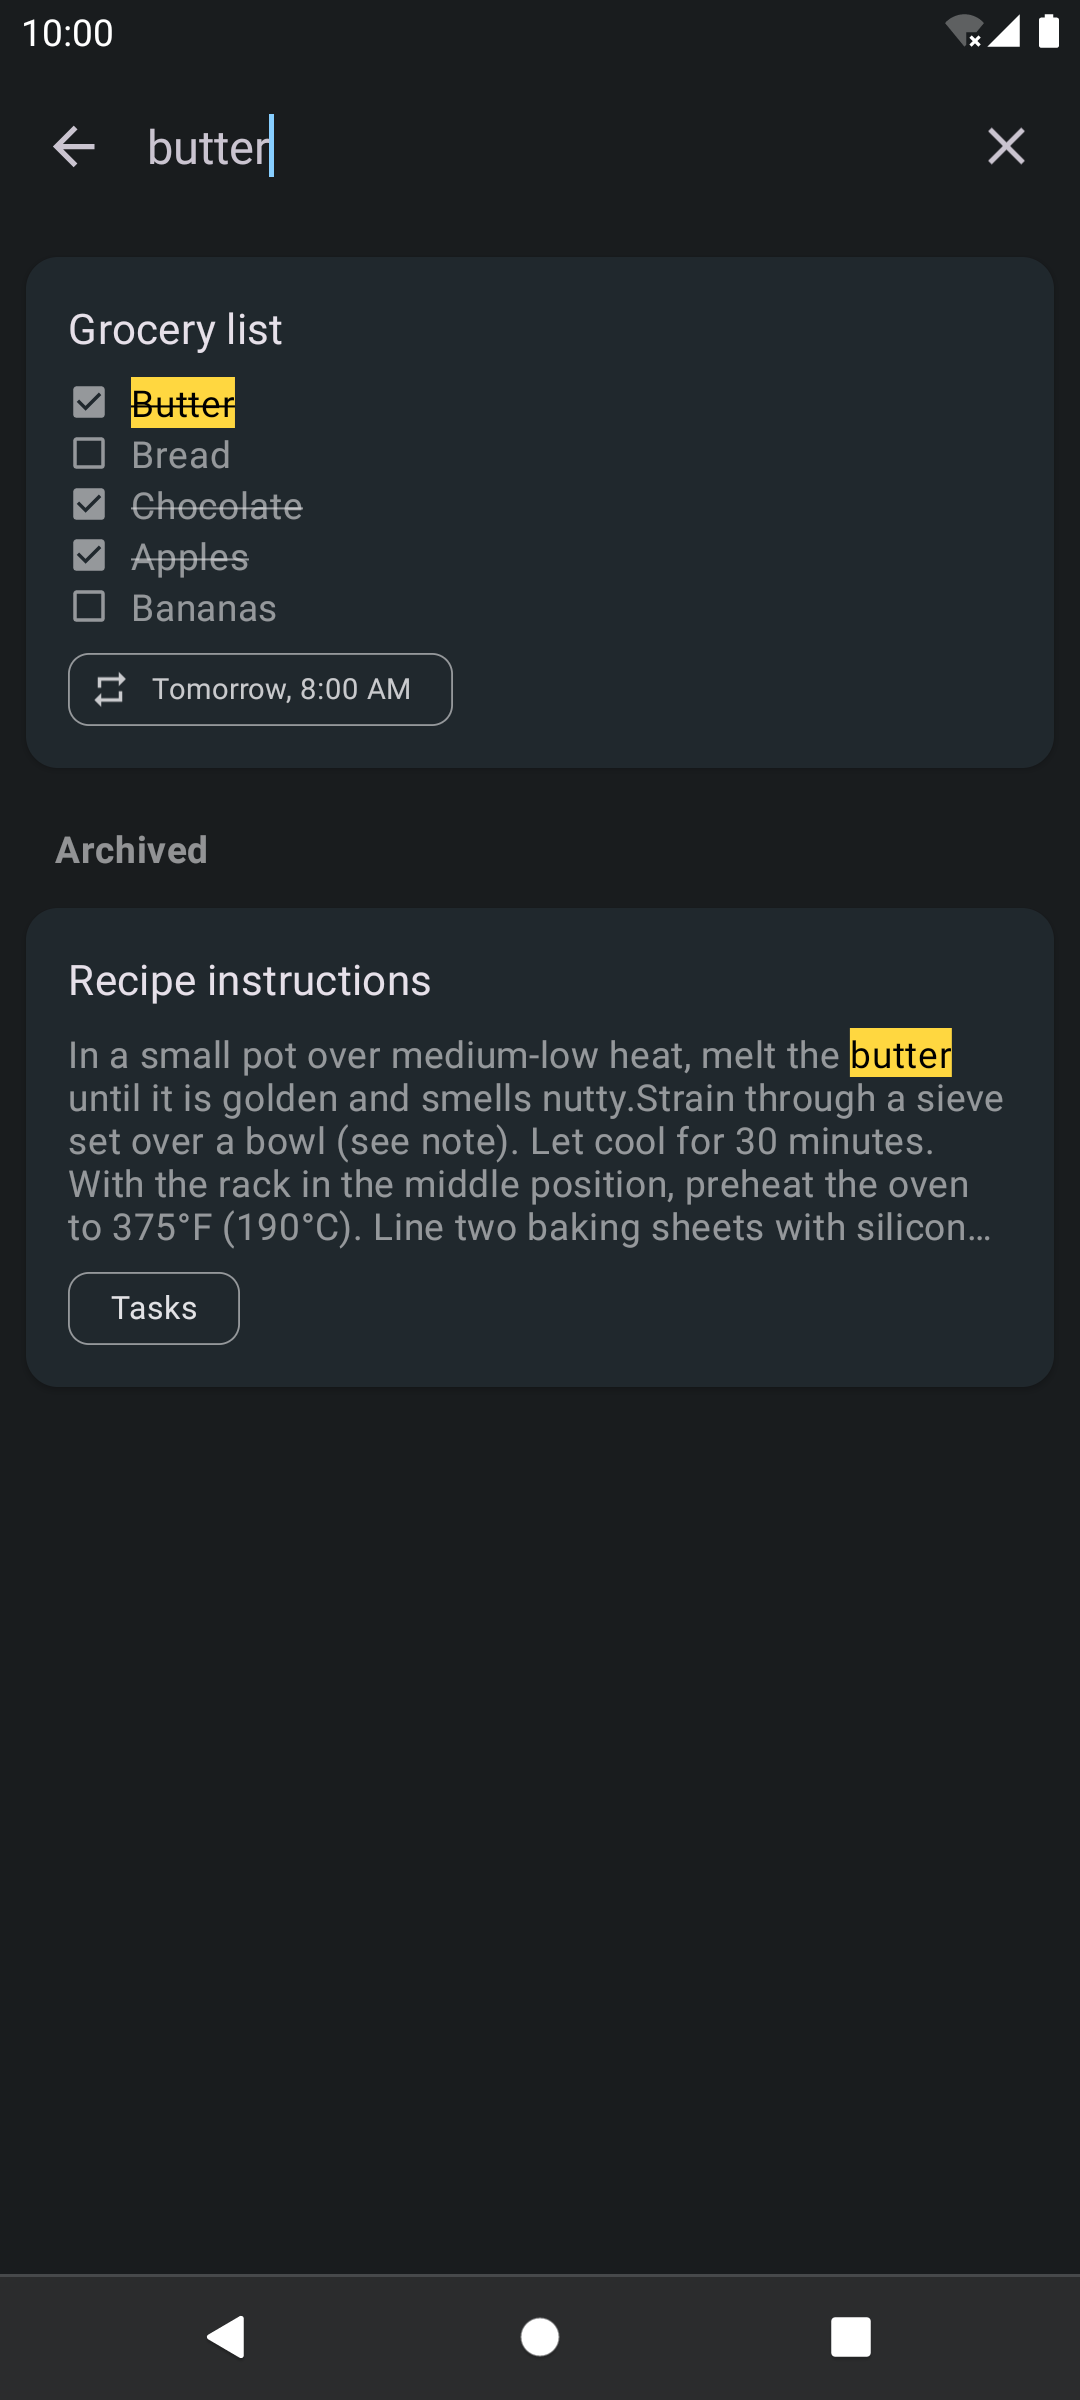 10:00
butter
Grocery list
Butter
Bread
Chocolate
Apples
Bananas
Tomorrow, 8:00 AM
Archived
Recipe instructions
In a small pot over medium-low heat, melt the butter
until it is golden and smells nutty.Strain through a sieve
set over a bowl (see note). Let cool for 30 minutes.
With the rack in the middle position, preheat the oven
to 375°F (190°C). Line two baking sheets with silicon…
Tasks